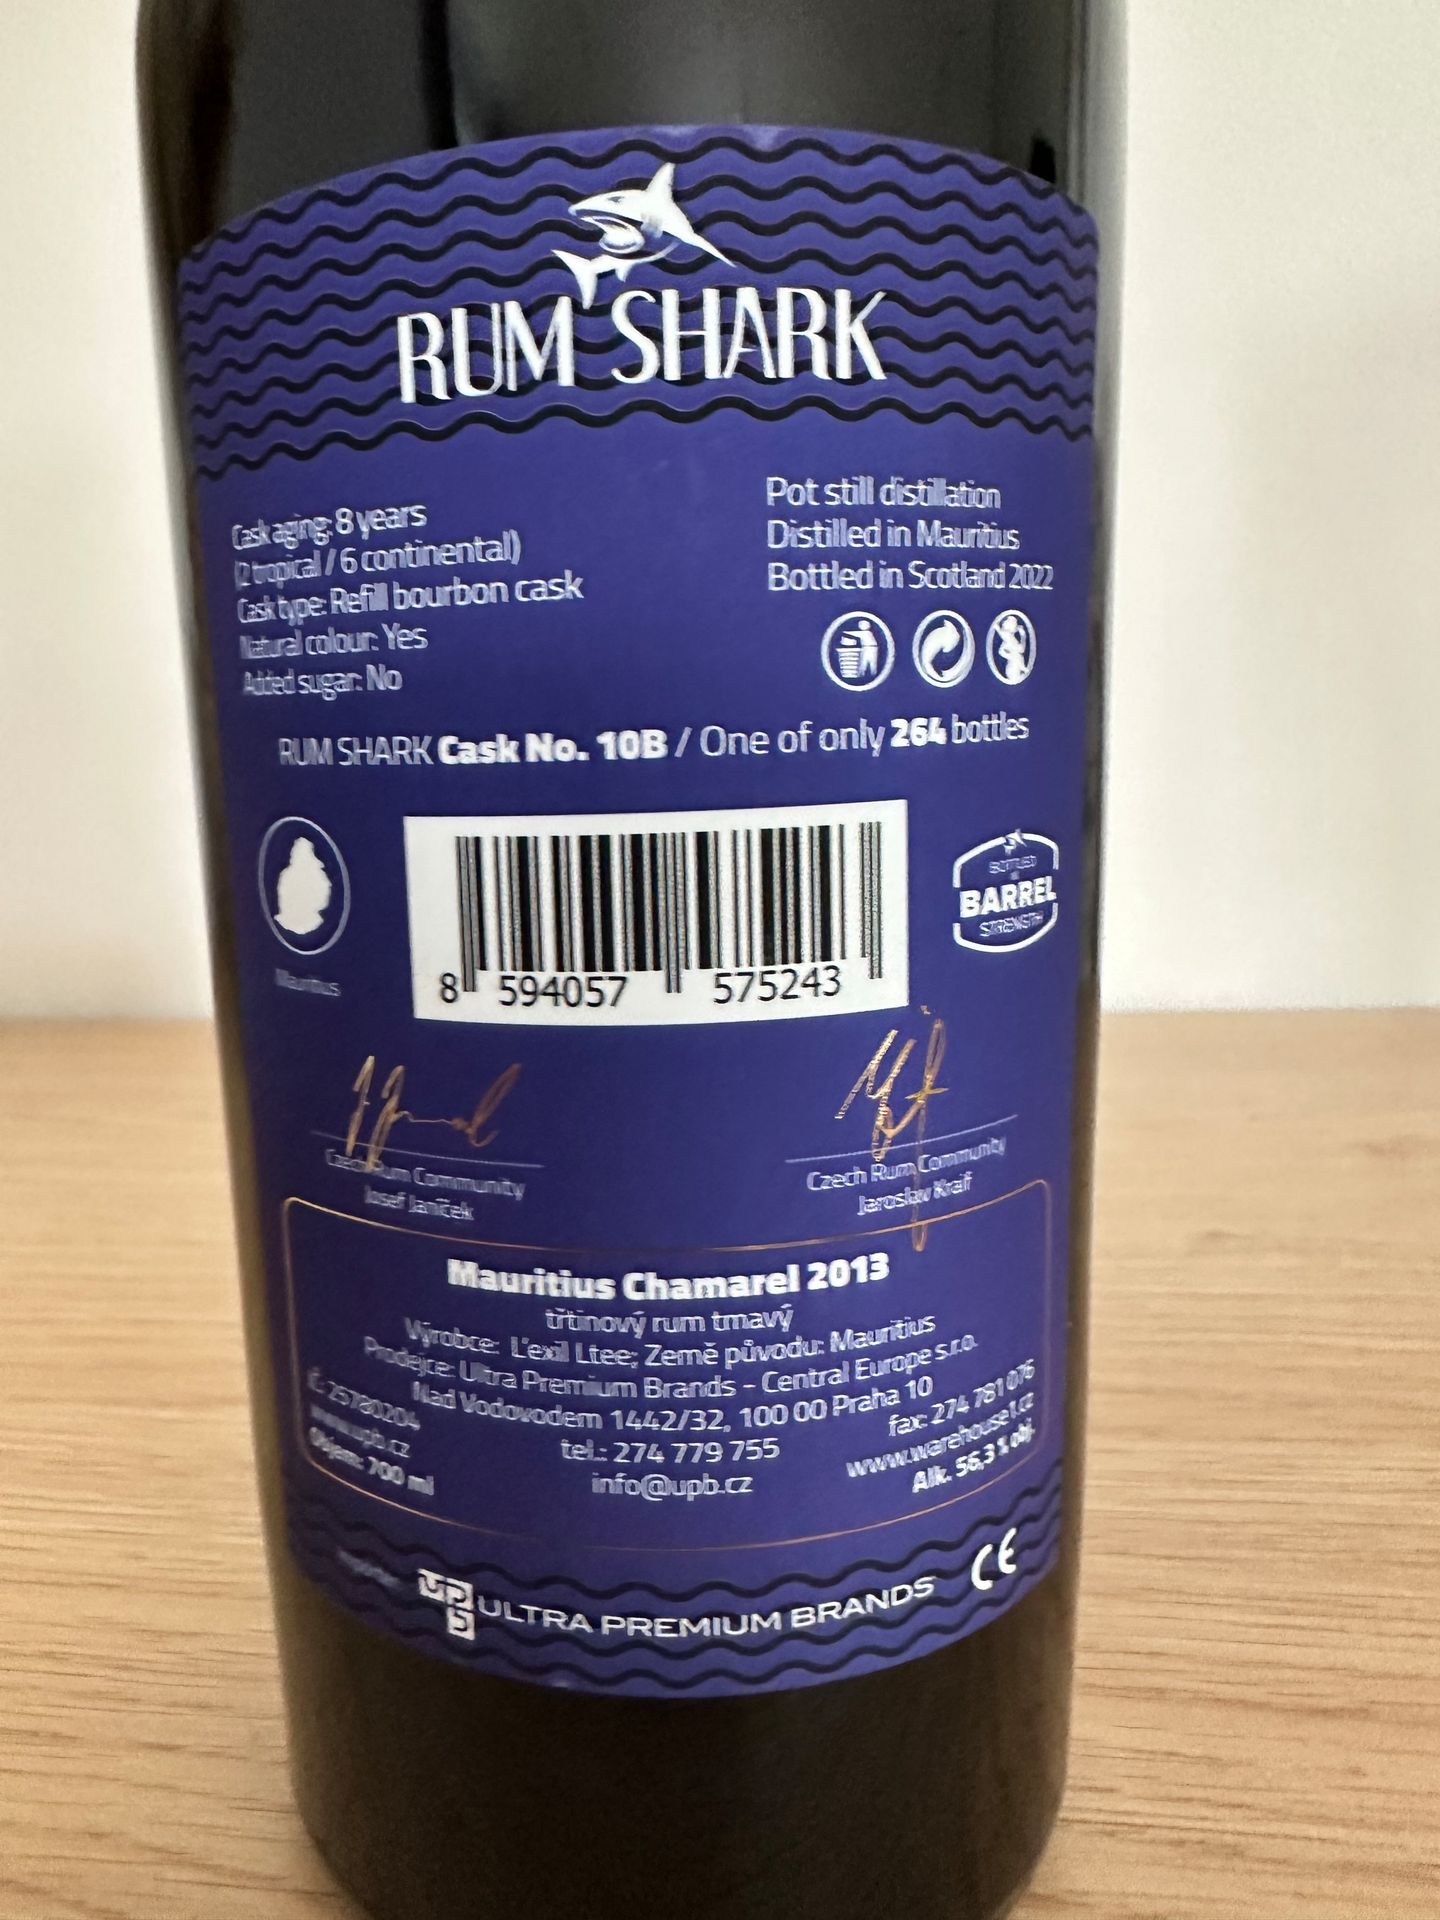 RUM SHARK
Cask aging: 8 years
(2 tropical / 6 continental)
Cask type: Refill bourbon cask
Natural colour: Yes
Added sugar: No
Pot still distillation
Distilled in Mauritius
Bottled in Scotland 2022
RUM SHARK Cask No. 10B / One of only 264 bottles
Mauritius
8 594057 575243
BOTTLED
IN
BARREL
STRENGTH
Czech Rum Community
Josef Janíček
Czech Rum Community
Jaroslav Kraif
Mauritius Chamarel 2013
třtinový rum tmavý
Výrobce: L'exil Ltee; Země původu: Mauritius
Prodejce: Ultra Premium Brands - Central Europe s.r.o.
Nad Vodovodem 1442/32, 100 00 Praha 10
IČ: 25780204
tel.: 274 779 755
fax: 274 781 076
www.upb.cz
info@upb.cz
www.warehouse1.cz
Objem: 700 ml
Alk. 56,3 % obj.
upb ULTRA PREMIUM BRANDS
CE